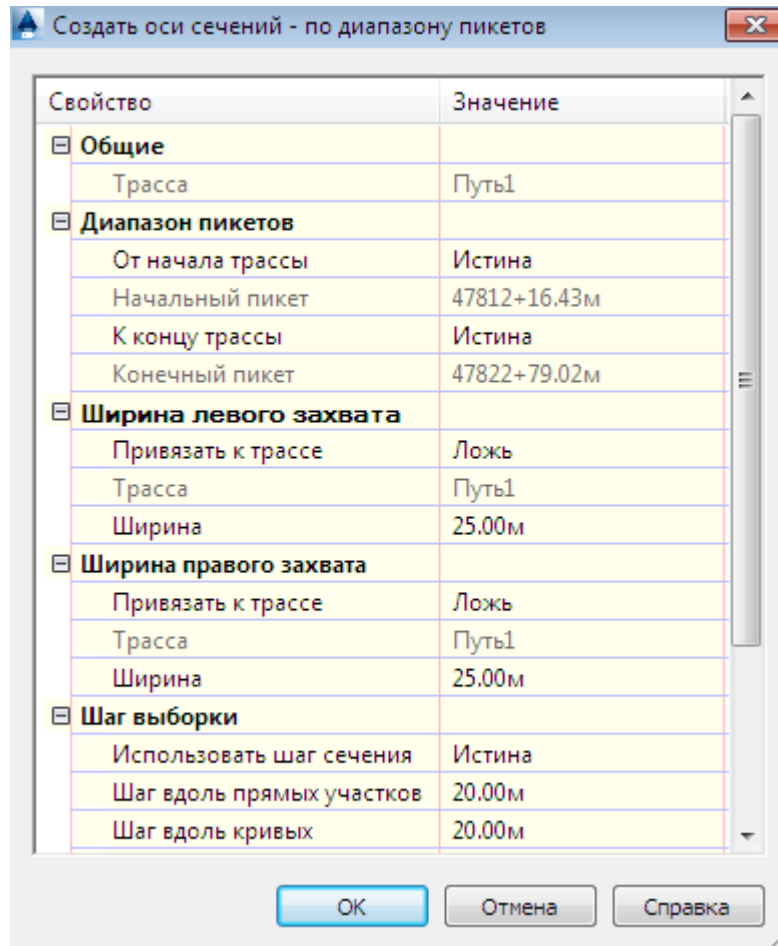 Создать оси сечений - по диапазону пикетов
Свойство Значение
Общие
Трасса Путь1
Диапазон пикетов
От начала трассы Истина
Начальный пикет 47812+16.43м
К концу трассы Истина
Конечный пикет 47822+79.02м
Ширина левого захвата
Привязать к трассе Ложь
Трасса Путь1
Ширина 25.00м
Ширина правого захвата
Привязать к трассе Ложь
Трасса Путь1
Ширина 25.00м
Шаг выборки
Использовать шаг сечения Истина
Шаг вдоль прямых участков 20.00м
Шаг вдоль кривых 20.00м
OK Отмена Справка